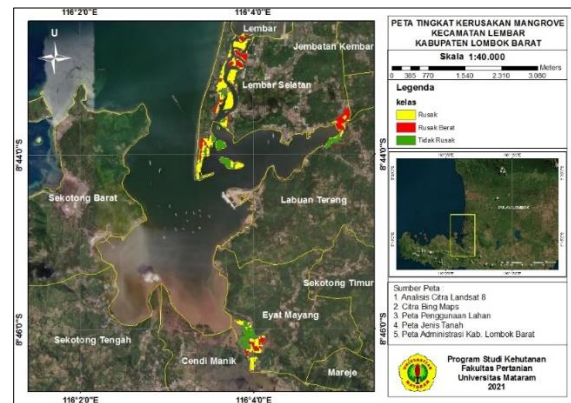 116°2'0"E
116°4'0"E
U
Lembar
Jembatan Kembar
Lembar Selatan
8°44'0"S
8°44'0"S
Sekotong Barat
Labuan Tereng
Sekotong Timur
Eyat Mayang
8°46'0"S
8°46'0"S
Sekotong Tengah
Cendi Manik
Mareje
116°2'0"E
116°4'0"E
PETA TINGKAT KERUSAKAN MANGROVE
KECAMATAN LEMBAR
KABUPATEN LOMBOK BARAT
Skala 1:40.000
Meters
0 385 770 1.540 2.310 3.080
Legenda
kelas
Rusak
Rusak Berat
Tidak Rusak
Sumber Peta :
1. Analisis Citra Landsat 8
2. Citra Bing Maps
3. Peta Penggunaan Lahan
4. Peta Jenis Tanah
5. Peta Administrasi Kab. Lombok Barat
Program Studi Kehutanan
Fakultas Pertanian
Universitas Mataram
2021